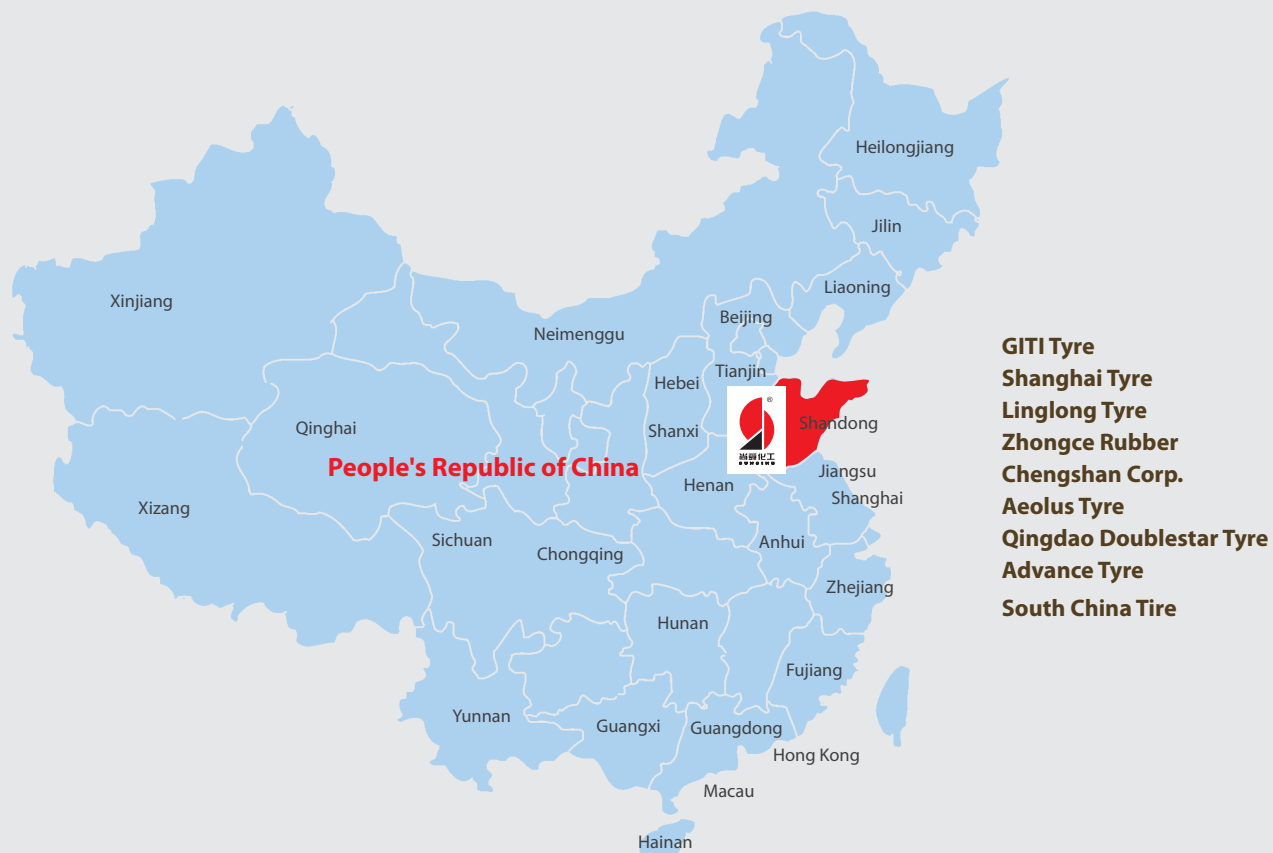 Heilongjiang
Jilin
Liaoning
Xinjiang
Beijing
Neimenggu
Tianjin
Hebei
Shandong
Qinghai
Shanxi
People's Republic of China
Jiangsu
Henan
Shanghai
Xizang
Sichuan
Chongqing
Anhui
Zhejiang
Hunan
Fujiang
Yunnan
Guangxi
Guangdong
Hong Kong
Macau
Hainan
®
GITI Tyre
Shanghai Tyre
Linglong Tyre
Zhongce Rubber
Chengshan Corp.
Aeolus Tyre
Qingdao Doublestar Tyre
Advance Tyre
South China Tire